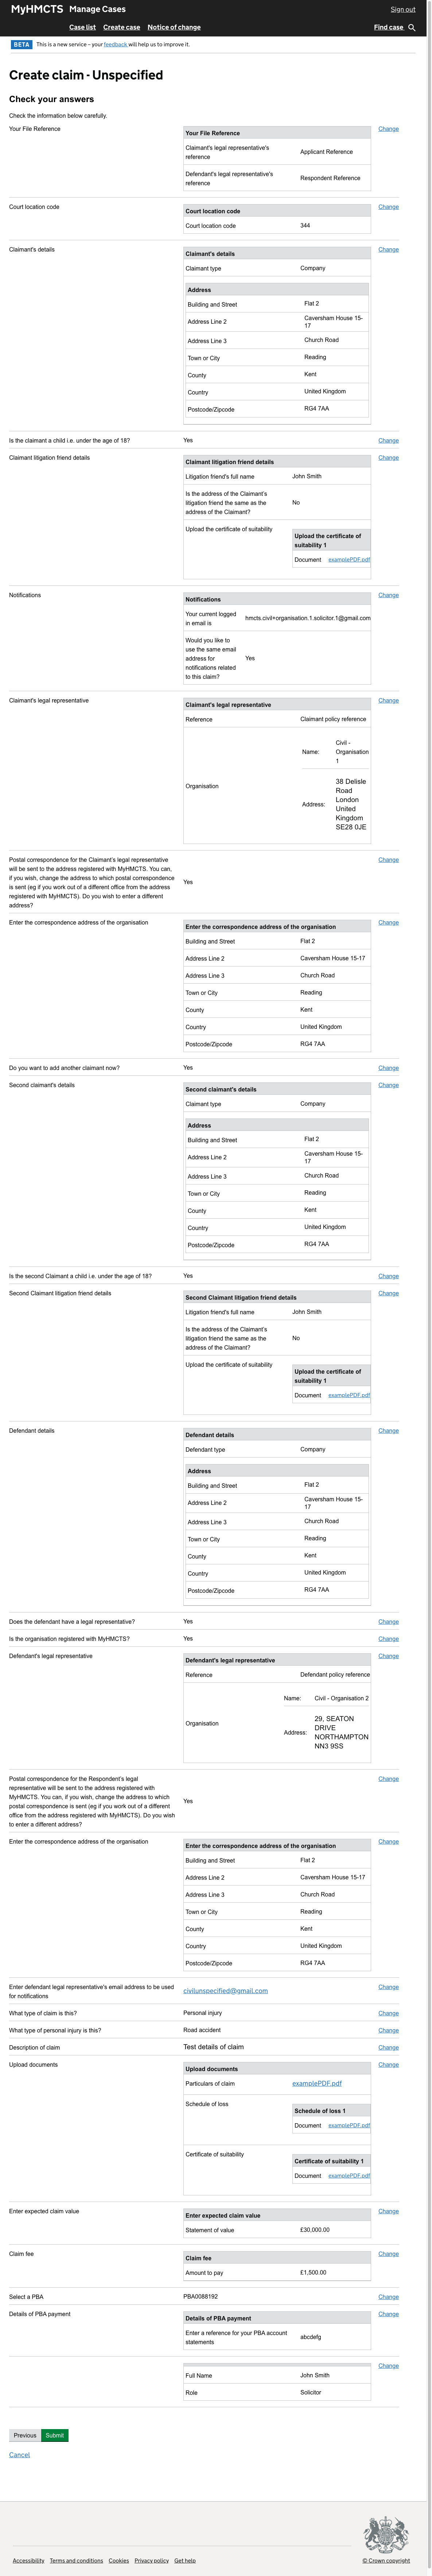 MyHMCTS Manage Cases Sign out
Case list Create case Notice of change Find case
BETA This is a new service – your feedback will help us to improve it.
Create claim - Unspecified
Check your answers
Check the information below carefully.
Your File Reference
Your File Reference
Change
Claimant's legal representative's
reference
Applicant Reference
Defendant's legal representative's
reference
Respondent Reference
Court location code
Court location code
Change
Court location code 344
Claimant's details
Claimant's details
Change
Claimant type Company
Address
Building and Street Flat 2
Address Line 2 Caversham House 15-
17
Address Line 3 Church Road
Town or City Reading
County Kent
Country United Kingdom
Postcode/Zipcode RG4 7AA
Is the claimant a child i.e. under the age of 18? Yes Change
Claimant litigation friend details
Claimant litigation friend details
Change
Litigation friend's full name John Smith
Is the address of the Claimant's
litigation friend the same as the
address of the Claimant?
No
Upload the certificate of suitability
Upload the certificate of
suitability 1
Document examplePDF.pdf
Notifications
Notifications
Change
Your current logged
in email is
hmcts.civil+organisation.1.solicitor.1@gmail.com
Would you like to
use the same email
address for
notifications related
to this claim?
Yes
Claimant's legal representative
Claimant's legal representative
Change
Reference Claimant policy reference
Organisation
Name: Civil -
Organisation
1
Address: 38 Delisle
Road
London
United
Kingdom
SE28 0JE
Postal correspondence for the Claimant's legal representative
will be sent to the address registered with MyHMCTS. You can,
if you wish, change the address to which postal correspondence
is sent (eg if you work out of a different office from the address
registered with MyHMCTS). Do you wish to enter a different
address?
Yes
Change
Enter the correspondence address of the organisation
Enter the correspondence address of the organisation
Change
Building and Street Flat 2
Address Line 2 Caversham House 15-17
Address Line 3 Church Road
Town or City Reading
County Kent
Country United Kingdom
Postcode/Zipcode RG4 7AA
Do you want to add another claimant now? Yes Change
Second claimant's details
Second claimant's details
Change
Claimant type Company
Address
Building and Street Flat 2
Address Line 2 Caversham House 15-
17
Address Line 3 Church Road
Town or City Reading
County Kent
Country United Kingdom
Postcode/Zipcode RG4 7AA
Is the second Claimant a child i.e. under the age of 18? Yes Change
Second Claimant litigation friend details
Second Claimant litigation friend details
Change
Litigation friend's full name John Smith
Is the address of the Claimant's
litigation friend the same as the
address of the Claimant?
No
Upload the certificate of suitability
Upload the certificate of
suitability 1
Document examplePDF.pdf
Defendant details
Defendant details
Change
Defendant type Company
Address
Building and Street Flat 2
Address Line 2 Caversham House 15-
17
Address Line 3 Church Road
Town or City Reading
County Kent
Country United Kingdom
Postcode/Zipcode RG4 7AA
Does the defendant have a legal representative? Yes Change
Is the organisation registered with MyHMCTS? Yes Change
Defendant's legal representative
Defendant's legal representative
Change
Reference Defendant policy reference
Organisation
Name: Civil - Organisation 2
Address: 29, SEATON
DRIVE
NORTHAMPTON
NN3 9SS
Postal correspondence for the Respondent's legal
representative will be sent to the address registered with
MyHMCTS. You can, if you wish, change the address to which
postal correspondence is sent (eg if you work out of a different
office from the address registered with MyHMCTS). Do you wish
to enter a different address?
Yes
Change
Enter the correspondence address of the organisation
Enter the correspondence address of the organisation
Change
Building and Street Flat 2
Address Line 2 Caversham House 15-17
Address Line 3 Church Road
Town or City Reading
County Kent
Country United Kingdom
Postcode/Zipcode RG4 7AA
Enter defendant legal representative's email address to be used
for notifications
civilunspecified@gmail.com
Change
What type of claim is this? Personal injury Change
What type of personal injury is this? Road accident Change
Description of claim Test details of claim Change
Upload documents
Upload documents
Change
Particulars of claim examplePDF.pdf
Schedule of loss
Schedule of loss 1
Document examplePDF.pdf
Certificate of suitability
Certificate of suitability 1
Document examplePDF.pdf
Enter expected claim value
Enter expected claim value
Change
Statement of value £30,000.00
Claim fee
Claim fee
Change
Amount to pay £1,500.00
Select a PBA PBA0088192 Change
Details of PBA payment
Details of PBA payment
Change
Enter a reference for your PBA account
statements
abcdefg
Change
Full Name John Smith
Role Solicitor
Previous Submit
Cancel
Accessibility Terms and conditions Cookies Privacy policy Get help © Crown copyright